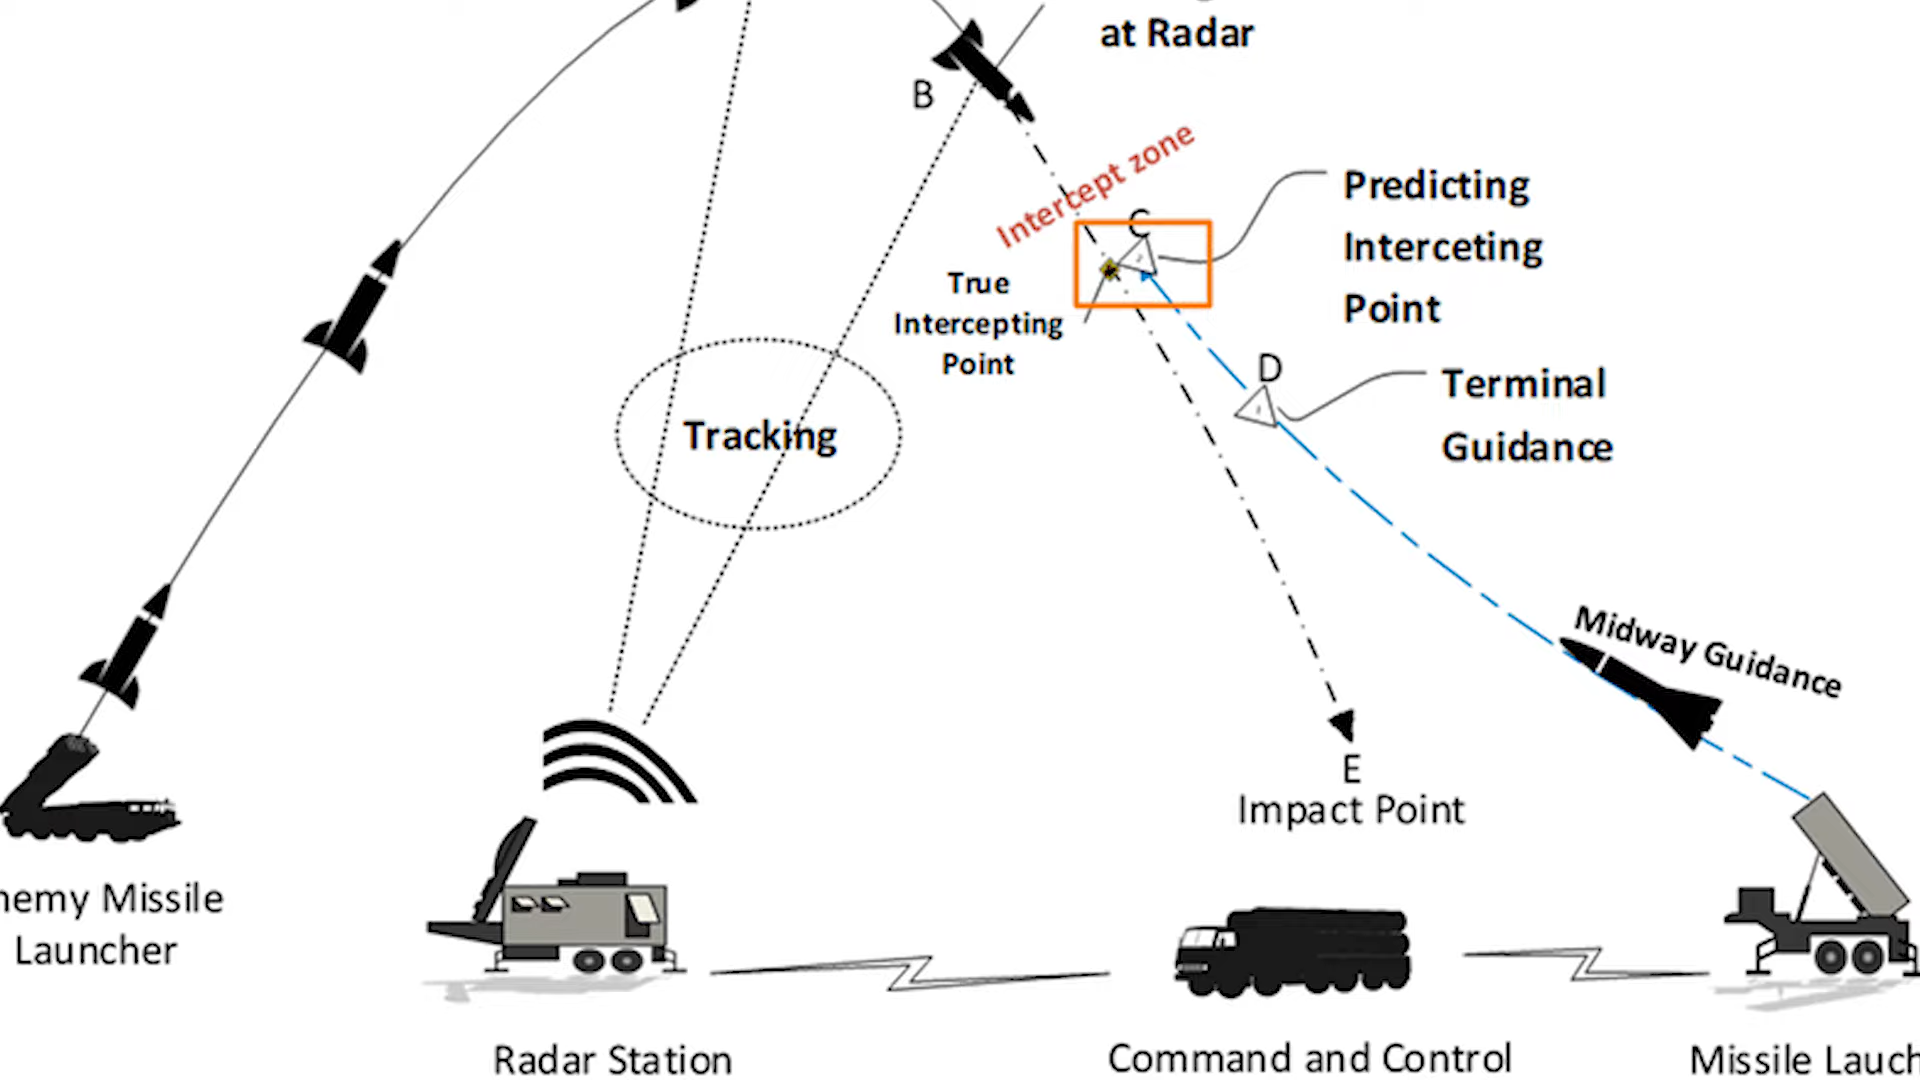 at Radar
B
Intercept zone
C
Predicting
Interceting
Point
True
Intercepting
Point
D
Terminal
Guidance
Tracking
Midway Guidance
E
Impact Point
nemy Missile
Launcher
Radar Station
Command and Control
Missile Lauch